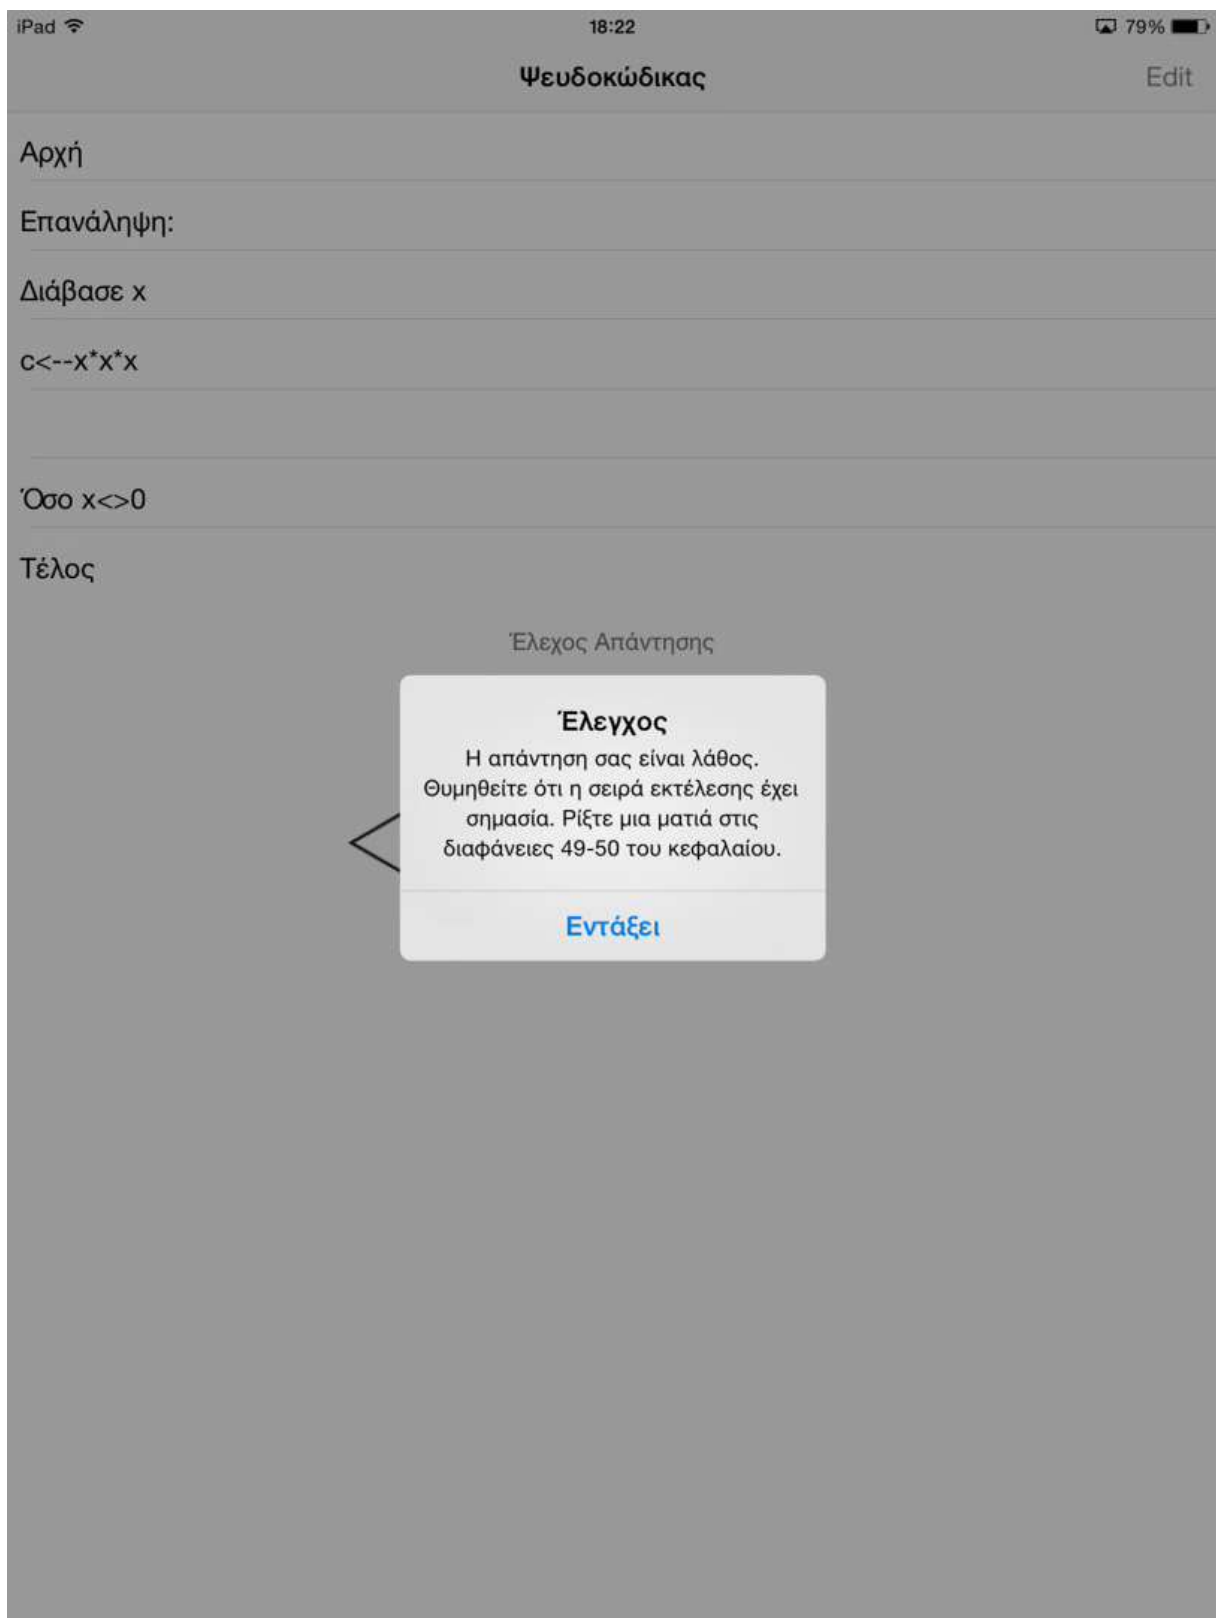 iPad 18:22 79%
Ψευδοκώδικας Edit
Αρχή
Επανάληψη:
Διάβασε x
c<--x*x*x
Όσο x<>0
Τέλος
Έλεχος Απάντησης
Έλεγχος
Η απάντηση σας είναι λάθος.
Θυμηθείτε ότι η σειρά εκτέλεσης έχει
σημασία. Ρίξτε μια ματιά στις
διαφάνειες 49-50 του κεφαλαίου.
Εντάξει